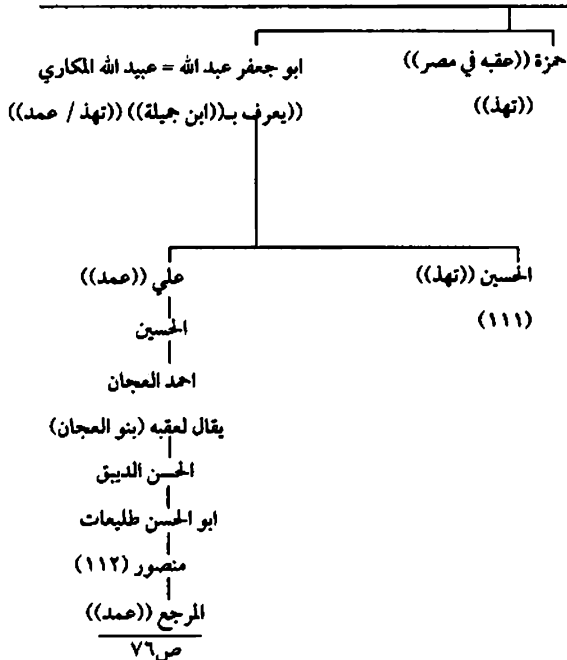 حمزة ((عقبه في مصر))
((تهذ))
ابو جعفر عبد الله = عبيد الله المكاري
((يعرف بـ((ابن جميلة)) ((تهذ / عمد))
الحسين ((تهذ))
(١١١)
علي ((عمد))
الحسين
احمد العجان
يقال لعقبه (بنو العجان)
الحسن الديبق
ابو الحسن طليعات
منصور (١١٢)
المرجع ((عمد))
ص٧٦